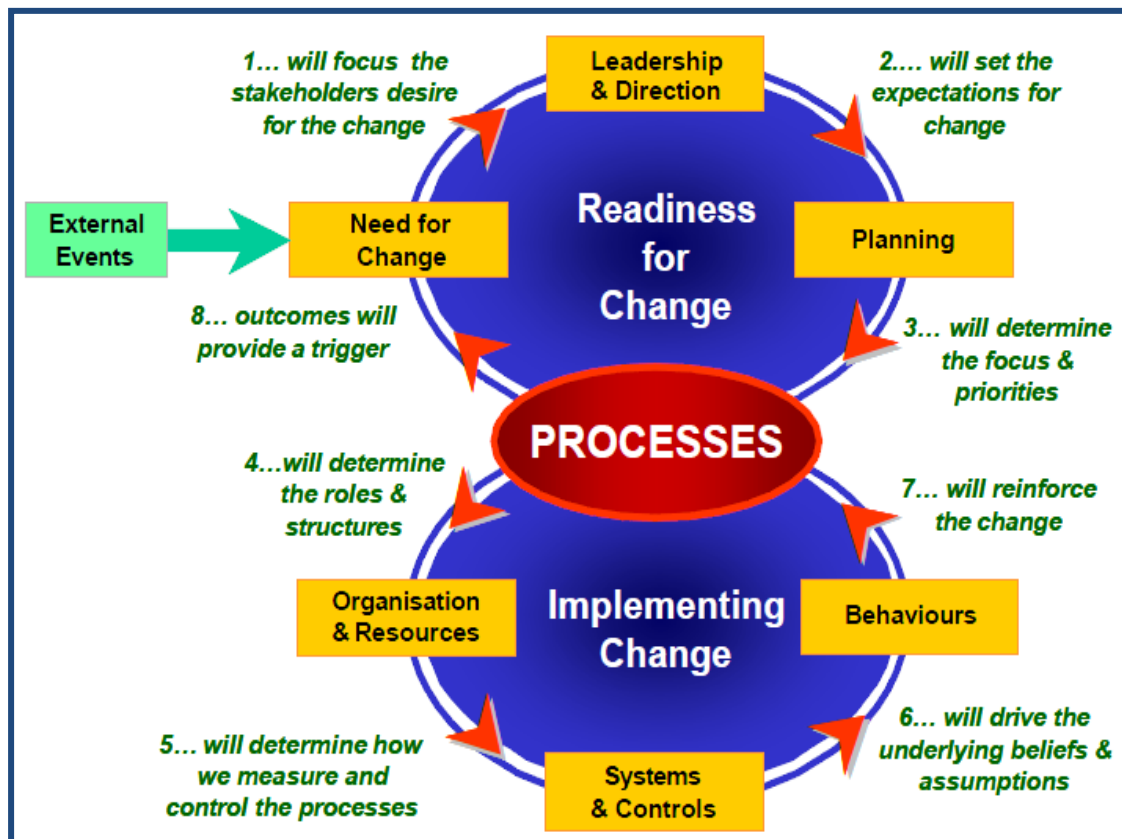 1... will focus the
stakeholders desire
for the change
Leadership
& Direction
2.... will set the
expectations for
change
External
Events
Need for
Change
Readiness
for
Change
Planning
8... outcomes will
provide a trigger
3... will determine
the focus &
priorities
PROCESSES
4...will determine
the roles &
structures
7... will reinforce
the change
Organisation
& Resources
Implementing
Change
Behaviours
5... will determine how
we measure and
control the processes
Systems
& Controls
6... will drive the
underlying beliefs &
assumptions